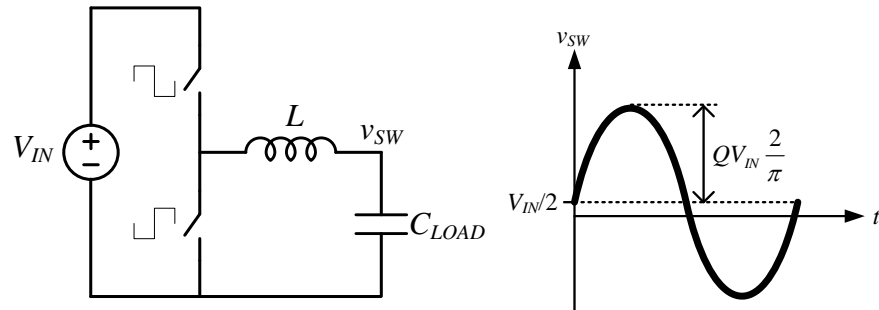 V_IN
+
−
L
v_SW
C_LOAD
v_SW
QV_IN 2/π
V_IN/2
t